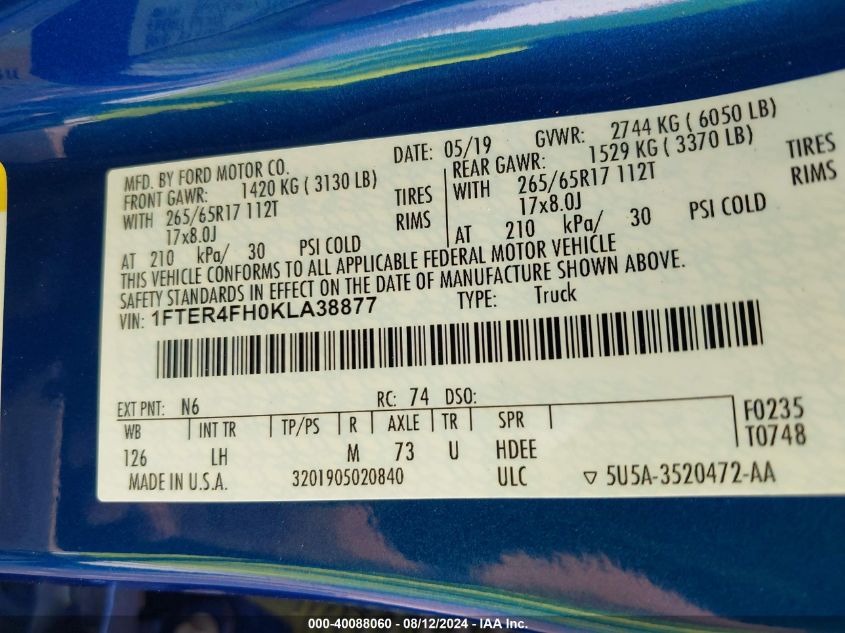 MFD. BY FORD MOTOR CO. DATE: 05/19 GVWR: 2744 KG ( 6050 LB)
FRONT GAWR: 1420 KG ( 3130 LB) REAR GAWR: 1529 KG ( 3370 LB)
WITH 265/65R17 112T TIRES WITH 265/65R17 112T TIRES
17x8.0J RIMS 17x8.0J RIMS
AT 210 kPa/ 30 PSI COLD AT 210 kPa/ 30 PSI COLD
THIS VEHICLE CONFORMS TO ALL APPLICABLE FEDERAL MOTOR VEHICLE
SAFETY STANDARDS IN EFFECT ON THE DATE OF MANUFACTURE SHOWN ABOVE.
VIN: 1FTER4FH0KLA38877 TYPE: Truck
EXT PNT: N6 RC: 74 DSO:
WB INT TR TP/PS R AXLE TR SPR F0235
126 LH M 73 U HDEE T0748
MADE IN U.S.A. 3201905020840 ULC ▽ 5U5A-3520472-AA
000-40088060 - 08/12/2024 - IAA Inc.